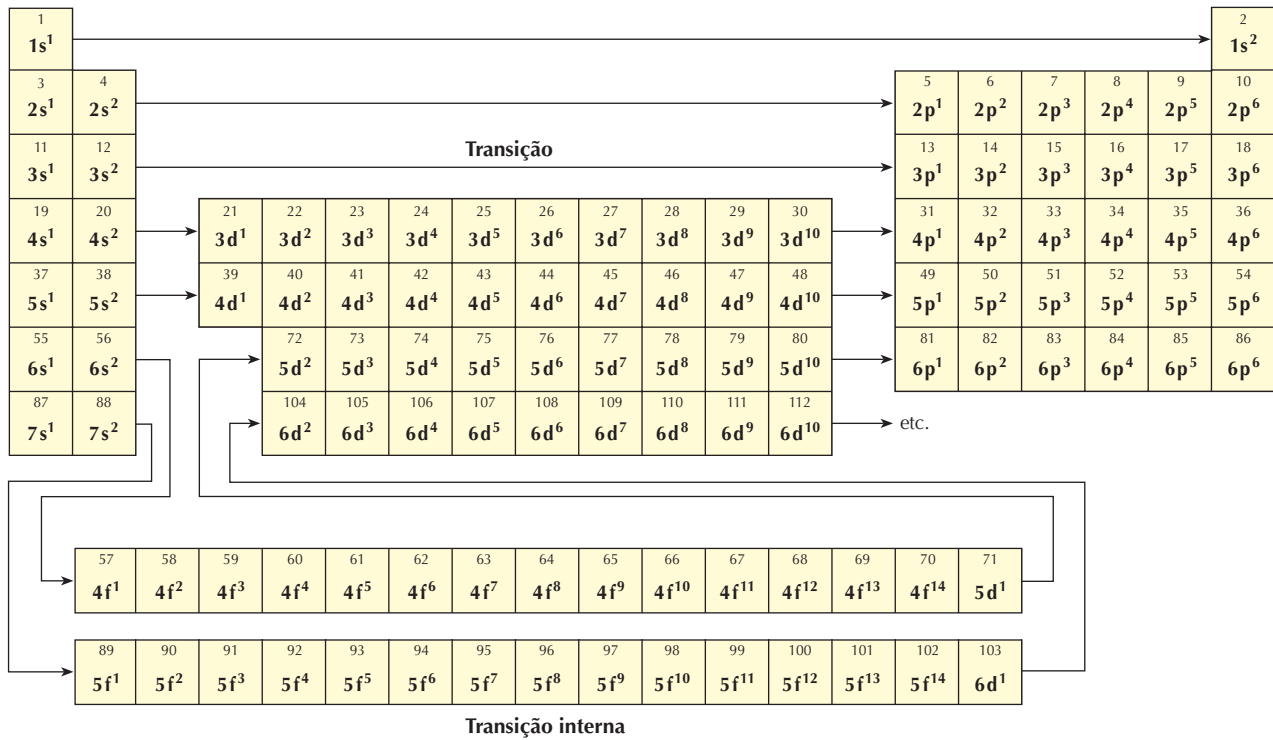 1 2
1s¹ 1s²
3 4 5 6 7 8 9 10
2s¹ 2s² 2p¹ 2p² 2p³ 2p⁴ 2p⁵ 2p⁶
Transição
11 12 13 14 15 16 17 18
3s¹ 3s² 3p¹ 3p² 3p³ 3p⁴ 3p⁵ 3p⁶
19 20 21 22 23 24 25 26 27 28 29 30 31 32 33 34 35 36
4s¹ 4s² 3d¹ 3d² 3d³ 3d⁴ 3d⁵ 3d⁶ 3d⁷ 3d⁸ 3d⁹ 3d¹⁰ 4p¹ 4p² 4p³ 4p⁴ 4p⁵ 4p⁶
37 38 39 40 41 42 43 44 45 46 47 48 49 50 51 52 53 54
5s¹ 5s² 4d¹ 4d² 4d³ 4d⁴ 4d⁵ 4d⁶ 4d⁷ 4d⁸ 4d⁹ 4d¹⁰ 5p¹ 5p² 5p³ 5p⁴ 5p⁵ 5p⁶
55 56 72 73 74 75 76 77 78 79 80 81 82 83 84 85 86
6s¹ 6s² 5d² 5d³ 5d⁴ 5d⁵ 5d⁶ 5d⁷ 5d⁸ 5d⁹ 5d¹⁰ 6p¹ 6p² 6p³ 6p⁴ 6p⁵ 6p⁶
87 88 104 105 106 107 108 109 110 111 112
7s¹ 7s² 6d² 6d³ 6d⁴ 6d⁵ 6d⁶ 6d⁷ 6d⁸ 6d⁹ 6d¹⁰ etc.
57 58 59 60 61 62 63 64 65 66 67 68 69 70 71
4f¹ 4f² 4f³ 4f⁴ 4f⁵ 4f⁶ 4f⁷ 4f⁸ 4f⁹ 4f¹⁰ 4f¹¹ 4f¹² 4f¹³ 4f¹⁴ 5d¹
89 90 91 92 93 94 95 96 97 98 99 100 101 102 103
5f¹ 5f² 5f³ 5f⁴ 5f⁵ 5f⁶ 5f⁷ 5f⁸ 5f⁹ 5f¹⁰ 5f¹¹ 5f¹² 5f¹³ 5f¹⁴ 6d¹
Transição interna